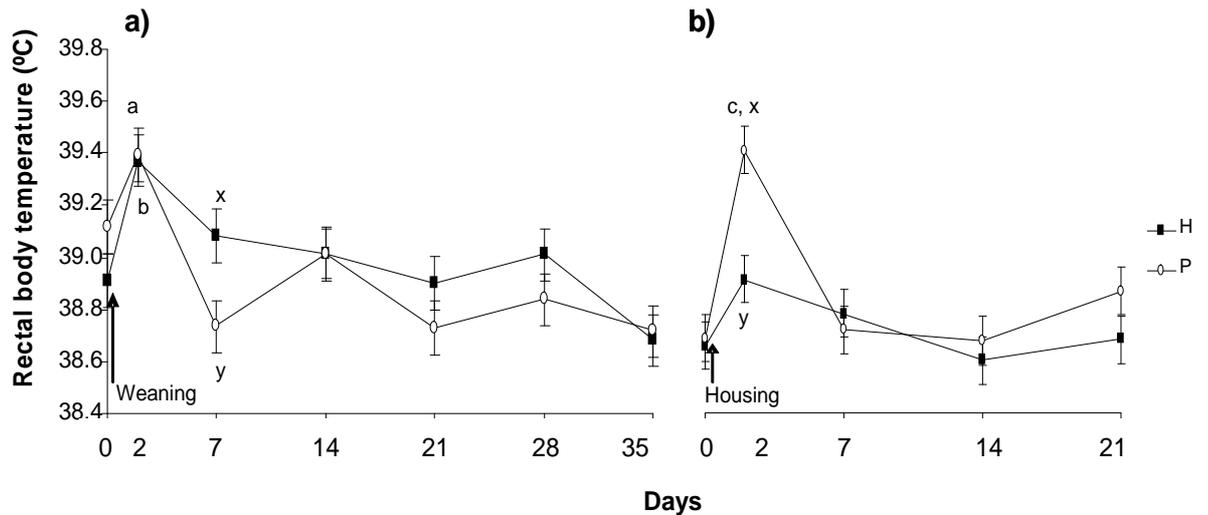 a)
b)
Rectal body temperature (ºC)
39.8
39.6
39.4
39.2
39.0
38.8
38.6
38.4
a
b
x
y
Weaning
c, x
y
Housing
H
P
0 2 7 14 21 28 35
0 2 7 14 21
Days